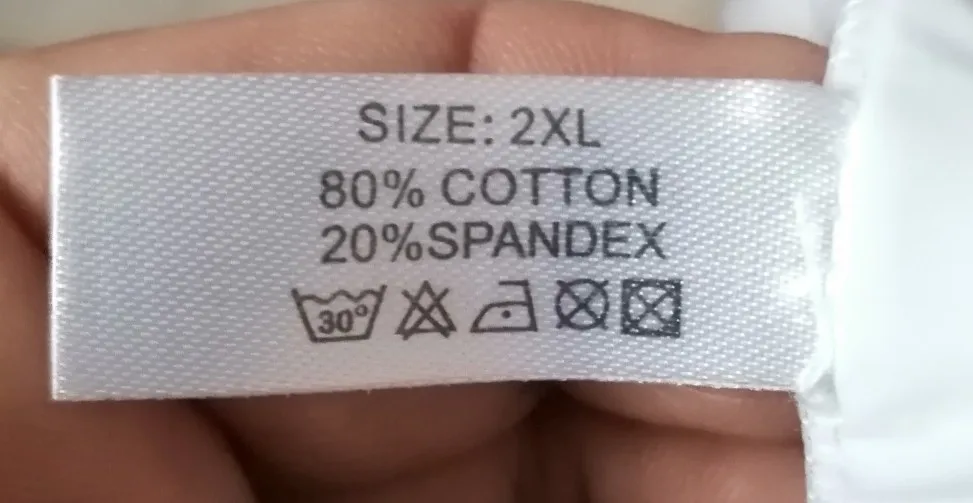 SIZE: 2XL
80% COTTON
20%SPANDEX
30°